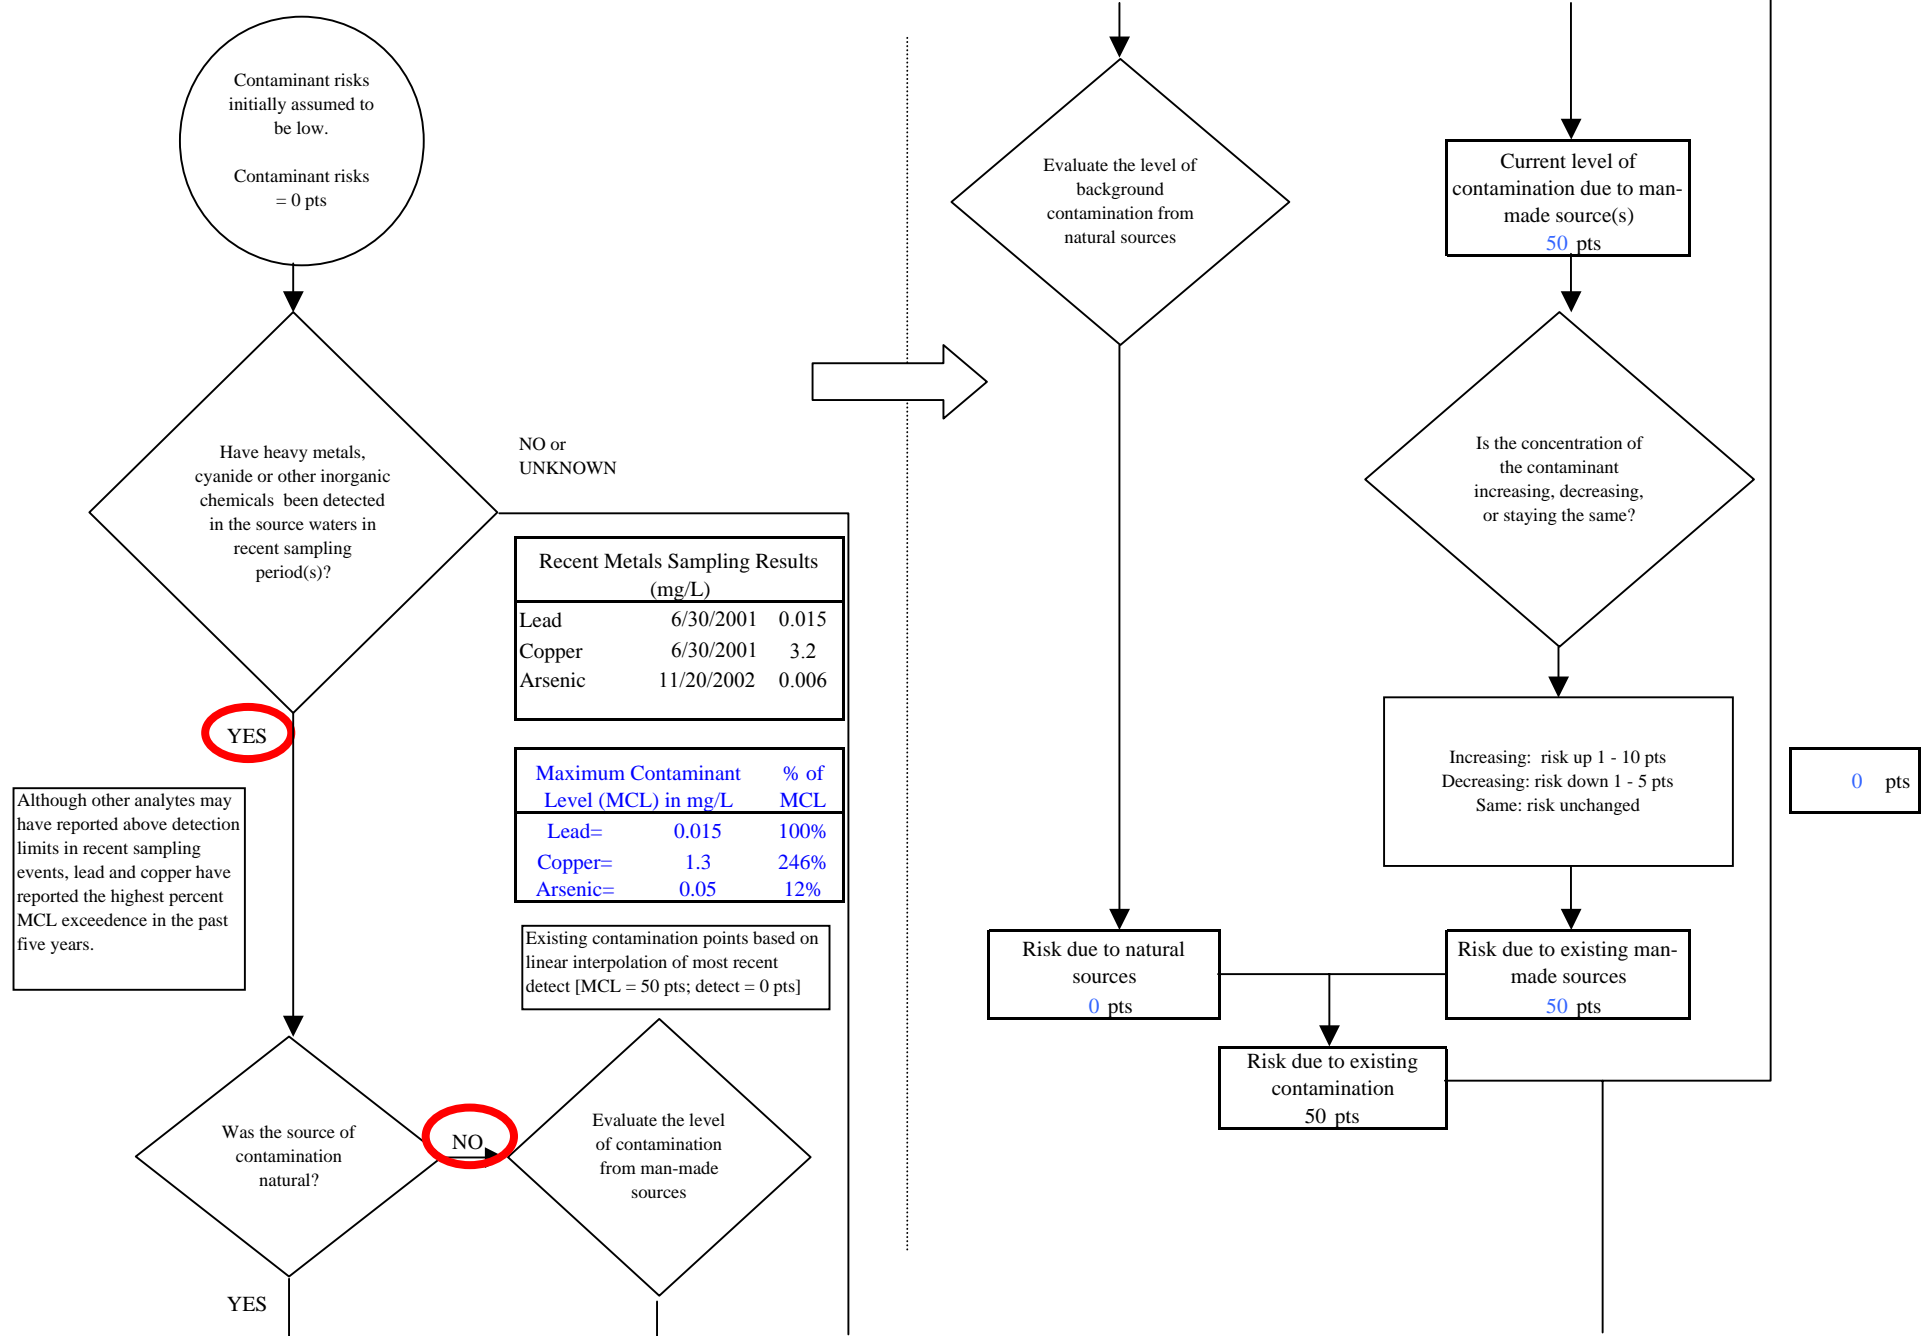 Contaminant risks
initially assumed to
be low.
Contaminant risks
= 0 pts
Have heavy metals,
cyanide or other inorganic
chemicals  been detected
in the source waters in
recent sampling
period(s)?
NO or
UNKNOWN
YES
Recent Metals Sampling Results
(mg/L)
Lead 6/30/2001 0.015
Copper 6/30/2001 3.2
Arsenic 11/20/2002 0.006
Maximum Contaminant % of
Level (MCL) in mg/L MCL
Lead= 0.015 100%
Copper= 1.3 246%
Arsenic= 0.05 12%
Although other analytes may
have reported above detection
limits in recent sampling
events, lead and copper have
reported the highest percent
MCL exceedence in the past
five years.
Existing contamination points based on
linear interpolation of most recent
detect [MCL = 50 pts; detect = 0 pts]
Was the source of
contamination
natural?
NO
Evaluate the level
of contamination
from man-made
sources
YES
Evaluate the level of
background
contamination from
natural sources
Current level of
contamination due to man-
made source(s)
50 pts
Is the concentration of
the contaminant
increasing, decreasing,
or staying the same?
Increasing:  risk up 1 - 10 pts
Decreasing: risk down 1 - 5 pts
Same: risk unchanged
0 pts
Risk due to natural
sources
0 pts
Risk due to existing man-
made sources
50 pts
Risk due to existing
contamination
50 pts